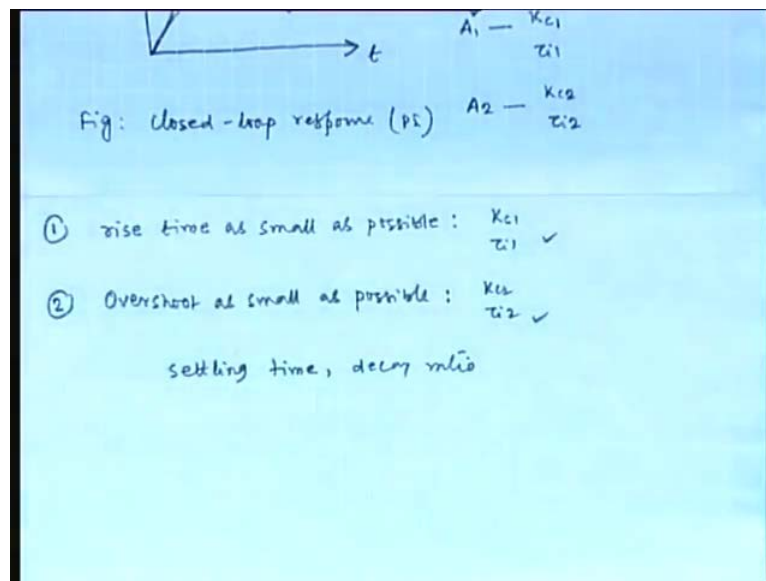 A₁ — Kc1
τi1
t
Fig: Closed-loop response (PI) A2 — Kc2
τi2
① rise time as small as possible : Kc1
τi1 ✓
② Overshoot as small as possible : Kc2
τi2 ✓
settling time, decay ratio